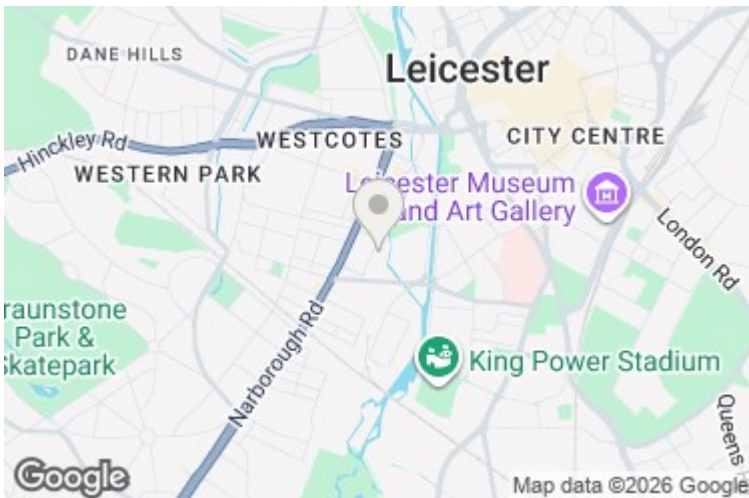 DANE HILLS
Leicester
Hinckley Rd
WESTCOTES
CITY CENTRE
WESTERN PARK
Leicester Museum
and Art Gallery
London Rd
raunstone
Park &
Skatepark
Narborough Rd
King Power Stadium
Queens
Google
Map data ©2026 Google